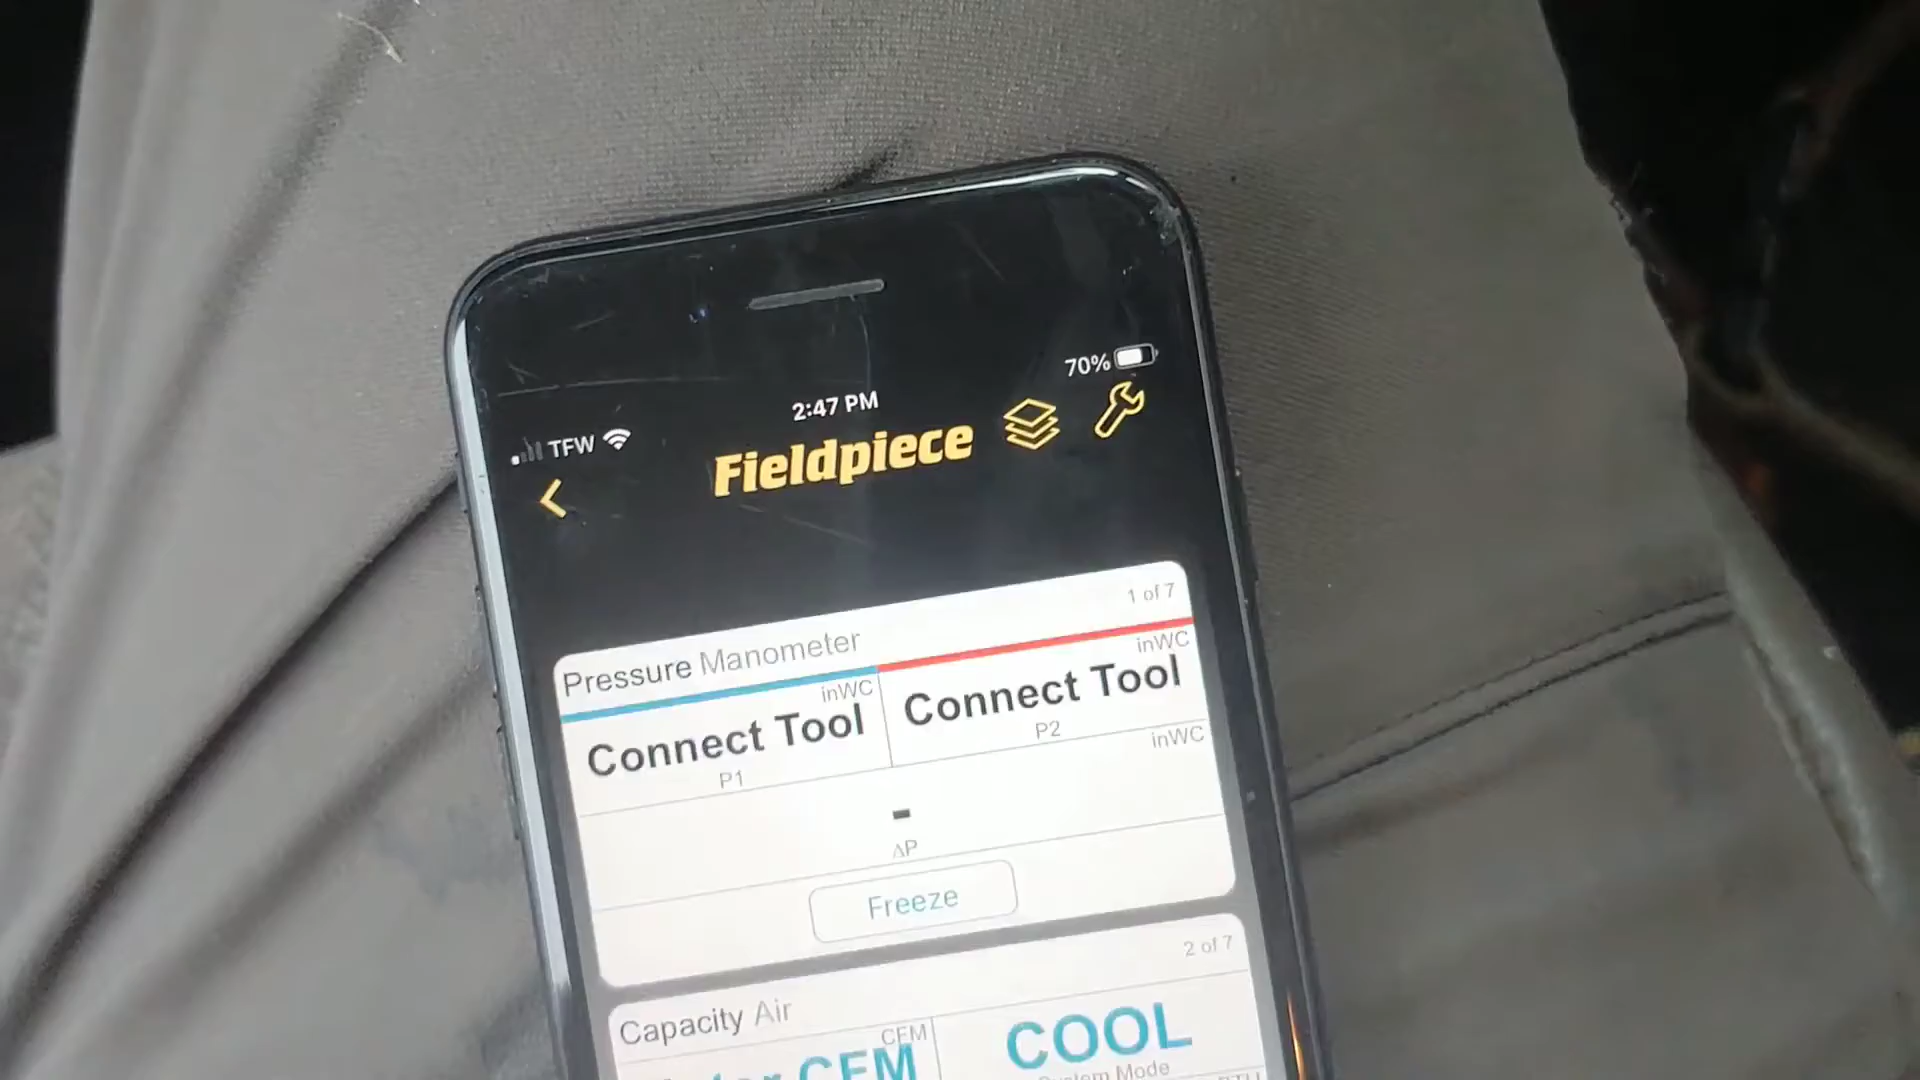 70%
2:47 PM
TFW
Fieldpiece
1 of 7
Pressure Manometer
inWC
inWC
Connect Tool
Connect Tool
P1
P2
inWC
-
ΔP
Freeze
2 of 7
Capacity Air
CFM
COOL
CFM
System Mode